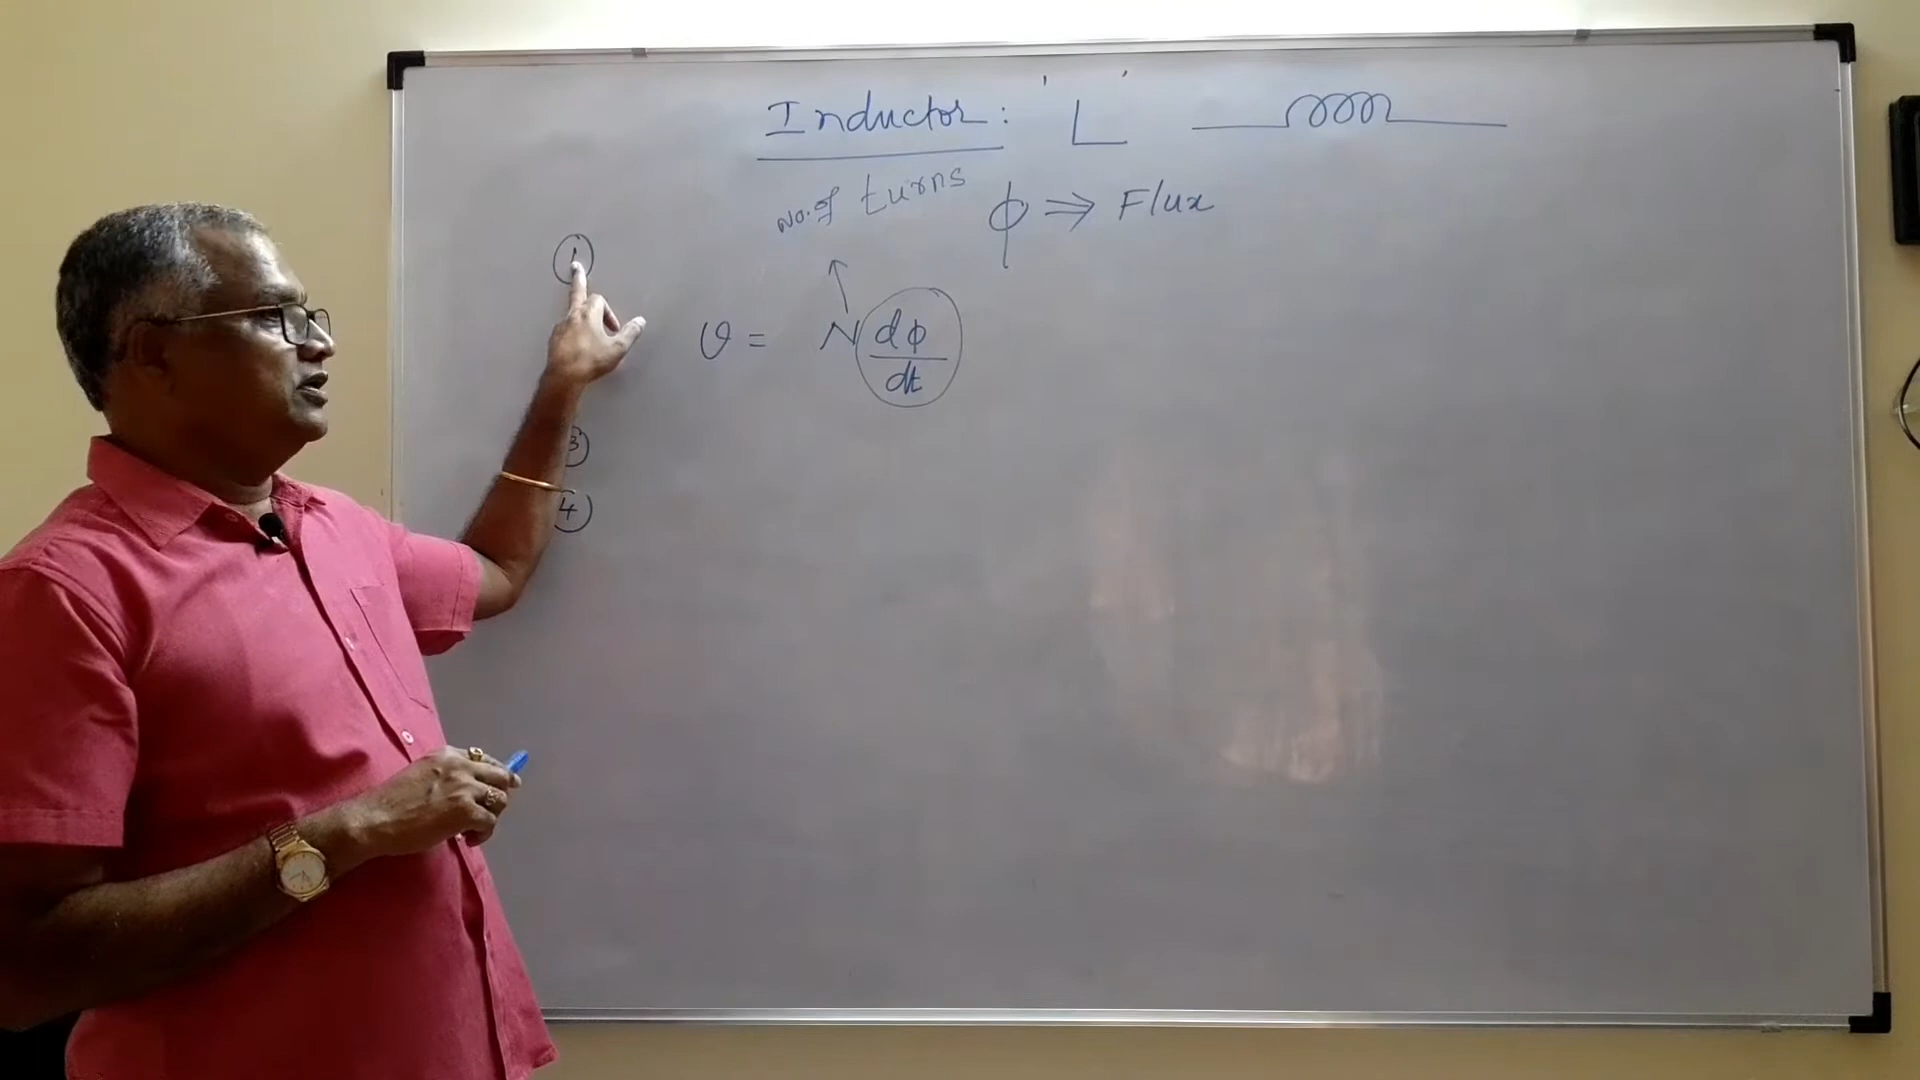 Inductor: 'L'
No. of turns
ϕ ⇒ Flux
1
v = N dϕ/dt
3
4